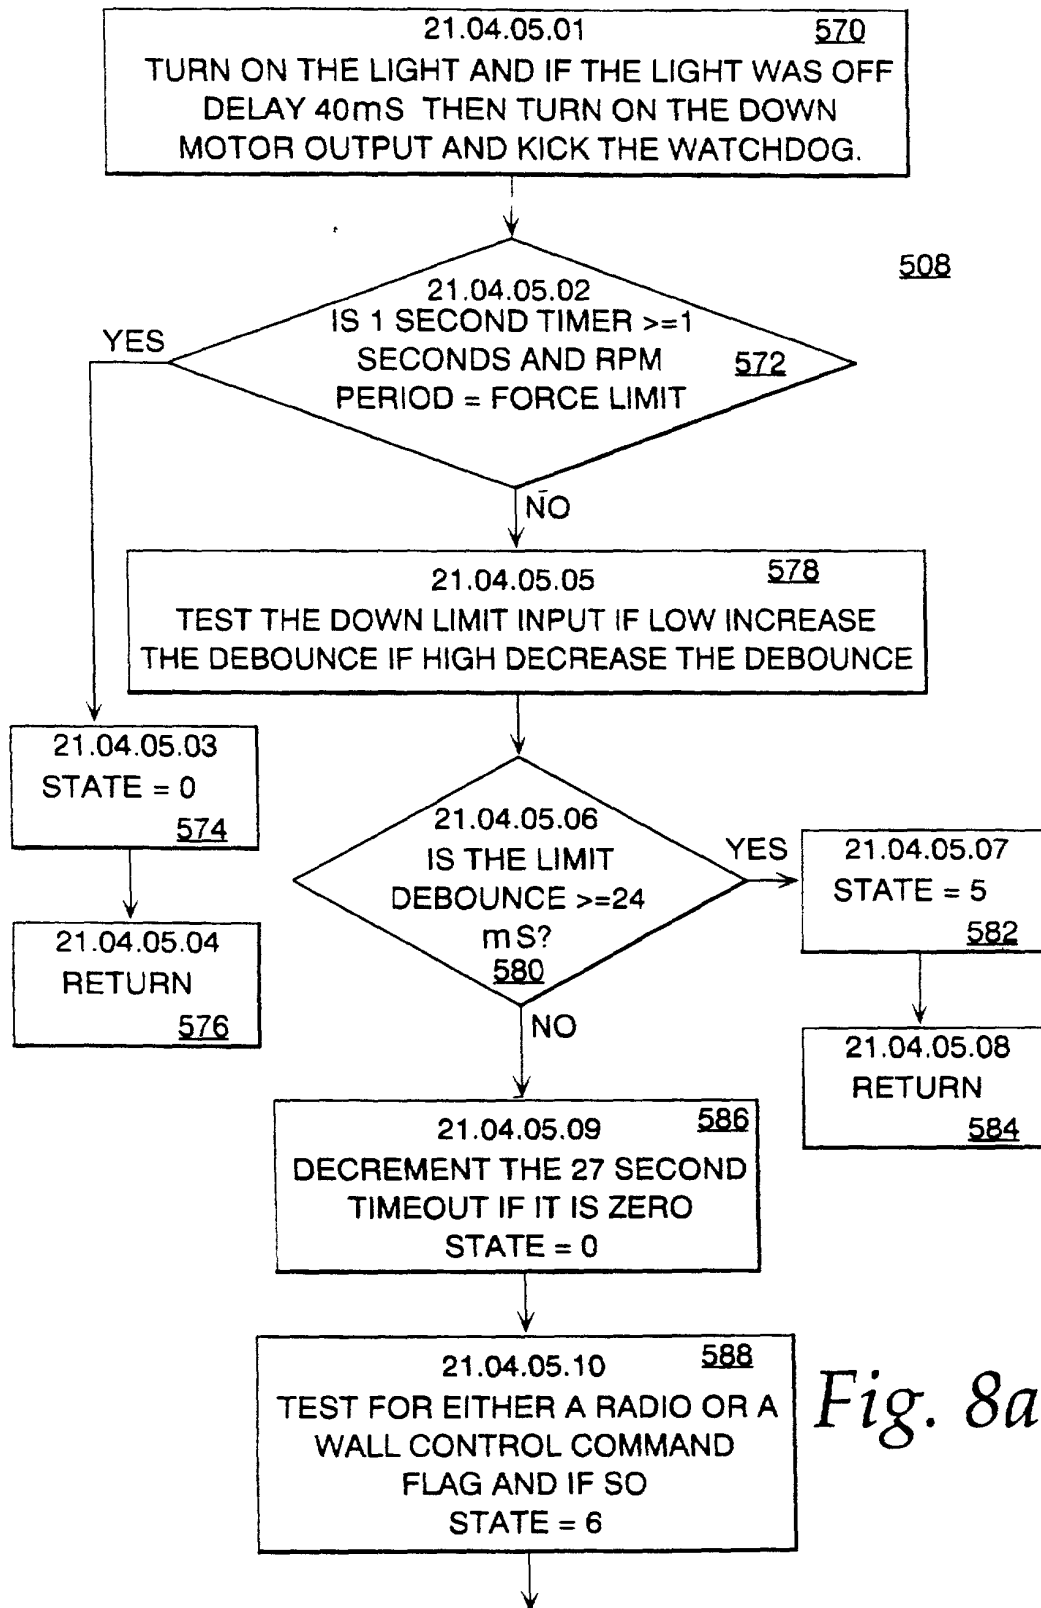 21.04.05.01 570
TURN ON THE LIGHT AND IF THE LIGHT WAS OFF
DELAY 40mS THEN TURN ON THE DOWN
MOTOR OUTPUT AND KICK THE WATCHDOG.
508
21.04.05.02
IS 1 SECOND TIMER >=1
SECONDS AND RPM 572
PERIOD = FORCE LIMIT
YES
NO
21.04.05.05 578
TEST THE DOWN LIMIT INPUT IF LOW INCREASE
THE DEBOUNCE IF HIGH DECREASE THE DEBOUNCE
21.04.05.03
STATE = 0
574
21.04.05.04
RETURN
576
21.04.05.06
IS THE LIMIT
DEBOUNCE >=24
mS?
580
YES
NO
21.04.05.07
STATE = 5
582
21.04.05.08
RETURN
584
21.04.05.09 586
DECREMENT THE 27 SECOND
TIMEOUT IF IT IS ZERO
STATE = 0
21.04.05.10 588
TEST FOR EITHER A RADIO OR A
WALL CONTROL COMMAND
FLAG AND IF SO
STATE = 6
Fig. 8a